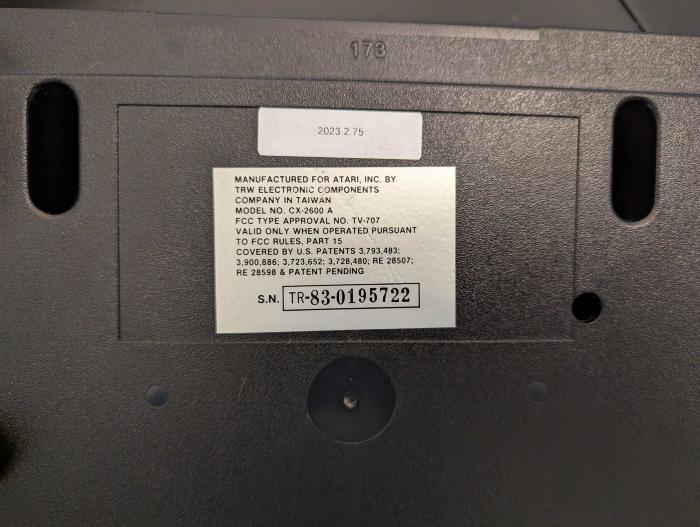 173
2023.2.75
MANUFACTURED FOR ATARI, INC. BY
TRW ELECTRONIC COMPONENTS
COMPANY IN TAIWAN
MODEL NO. CX-2600 A
FCC TYPE APPROVAL NO. TV-707
VALID ONLY WHEN OPERATED PURSUANT
TO FCC RULES, PART 15
COVERED BY U.S. PATENTS 3,793,483;
3,900,886; 3,723,652; 3,728,480; RE 28507;
RE 28598 & PATENT PENDING
S.N. TR-83-0195722